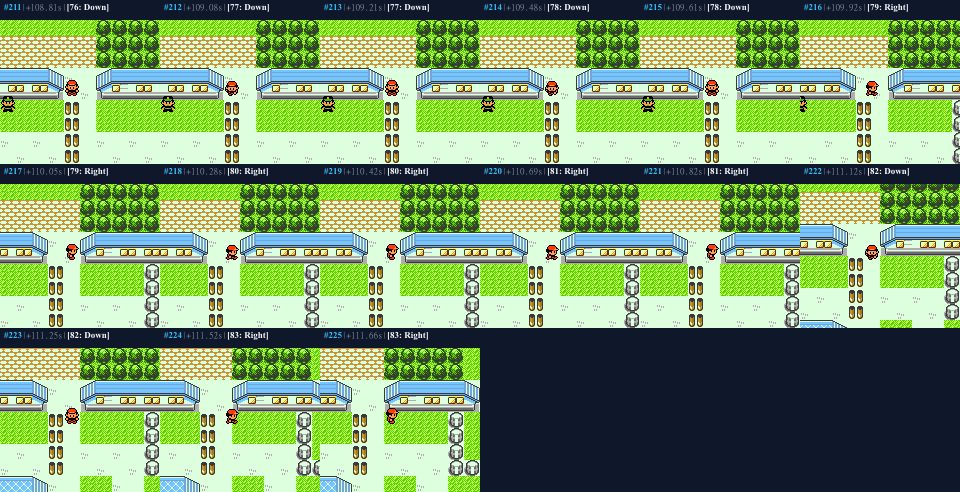 #211|+108.81s|[76: Down]
#212|+109.08s|[77: Down]
#213|+109.21s|[77: Down]
#214|+109.48s|[78: Down]
#215|+109.61s|[78: Down]
#216|+109.92s|[79: Right]
#217|+110.05s|[79: Right]
#218|+110.28s|[80: Right]
#219|+110.42s|[80: Right]
#220|+110.69s|[81: Right]
#221|+110.82s|[81: Right]
#222|+111.12s|[82: Down]
#223|+111.25s|[82: Down]
#224|+111.52s|[83: Right]
#225|+111.66s|[83: Right]